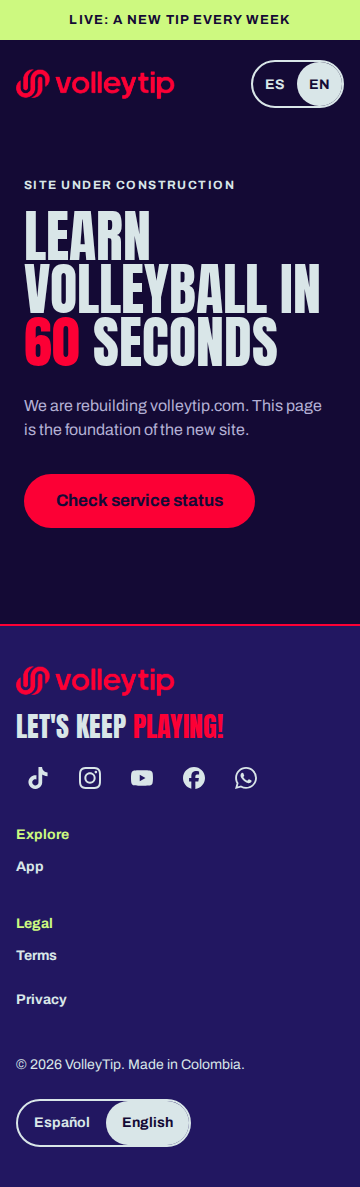 LIVE: A NEW TIP EVERY WEEK
volleytip
ES EN
SITE UNDER CONSTRUCTION
LEARN
VOLLEYBALL IN
60 SECONDS
We are rebuilding volleytip.com. This page
is the foundation of the new site.
Check service status
volleytip
LET'S KEEP PLAYING!
Explore
App
Legal
Terms
Privacy
© 2026 VolleyTip. Made in Colombia.
Español English